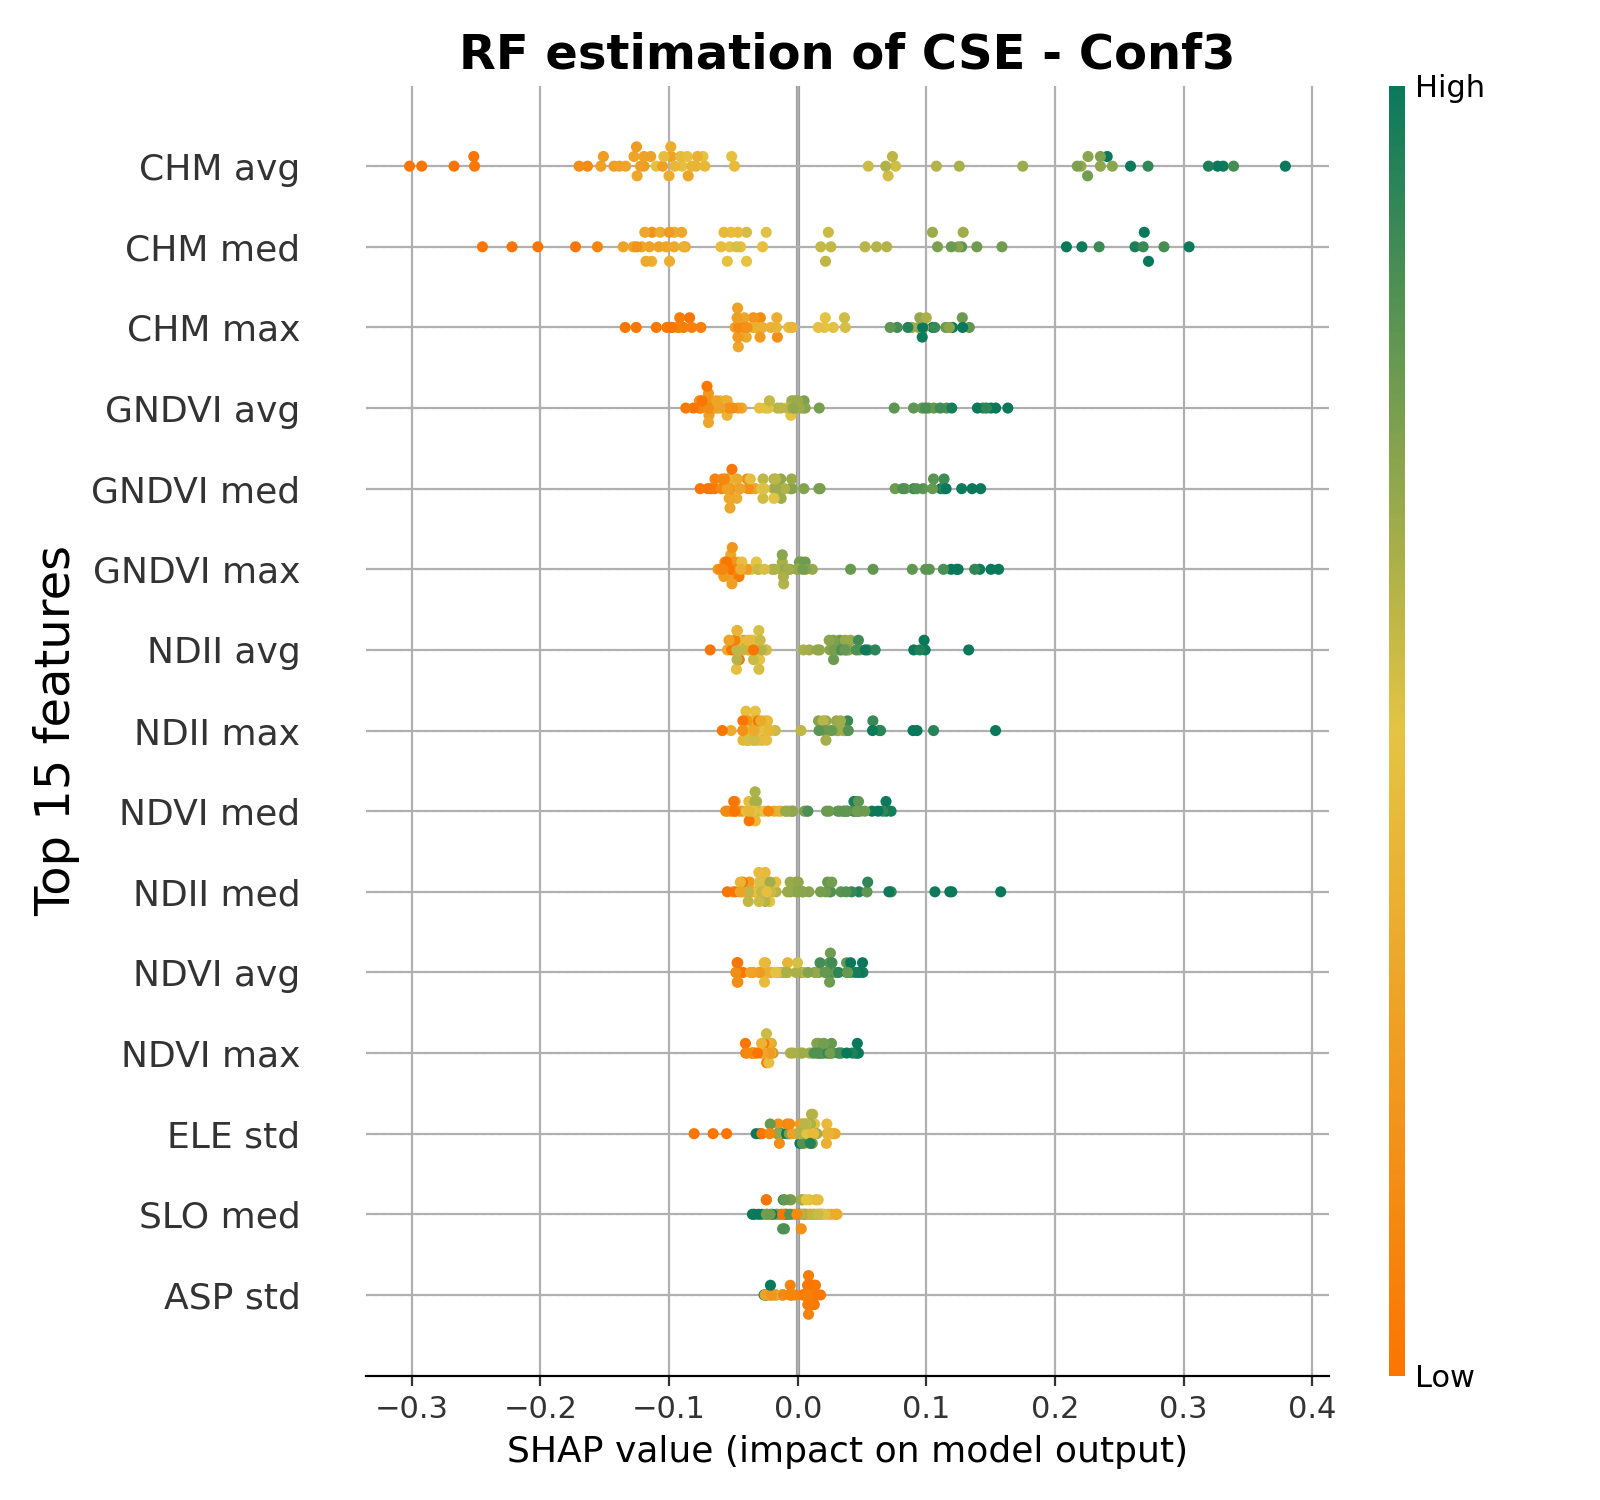 RF estimation of CSE - Conf3
High
CHM avg
CHM med
CHM max
GNDVI avg
GNDVI med
GNDVI max
NDII avg
NDII max
NDVI med
NDII med
NDVI avg
NDVI max
ELE std
SLO med
ASP std
Top 15 features
Low
−0.3 −0.2 −0.1 0.0 0.1 0.2 0.3 0.4
SHAP value (impact on model output)